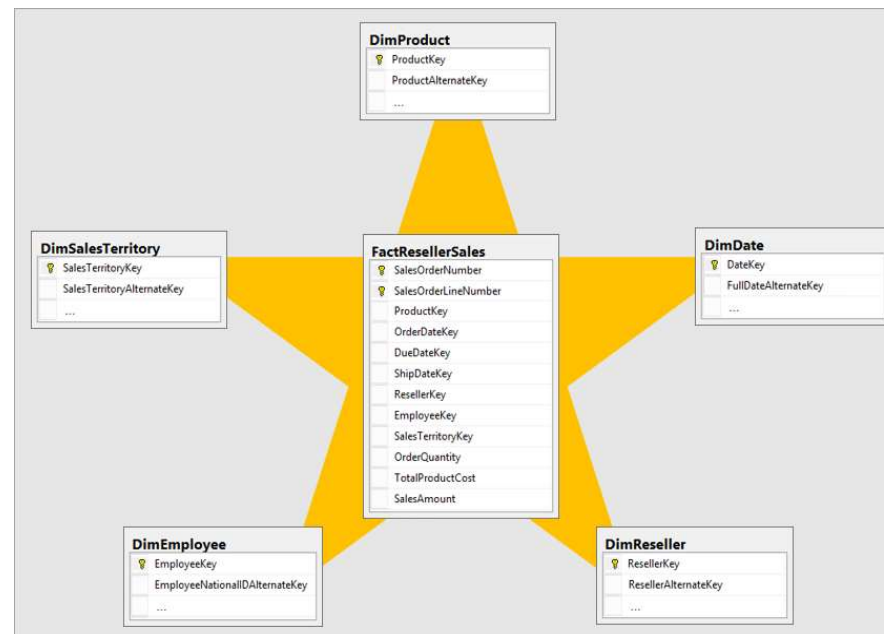 DimProduct
ProductKey
ProductAlternateKey
...
DimSalesTerritory
SalesTerritoryKey
SalesTerritoryAlternateKey
...
FactResellerSales
SalesOrderNumber
SalesOrderLineNumber
ProductKey
OrderDateKey
DueDateKey
ShipDateKey
ResellerKey
EmployeeKey
SalesTerritoryKey
OrderQuantity
TotalProductCost
SalesAmount
DimDate
DateKey
FullDateAlternateKey
...
DimEmployee
EmployeeKey
EmployeeNationalIDAlternateKey
...
DimReseller
ResellerKey
ResellerAlternateKey
...